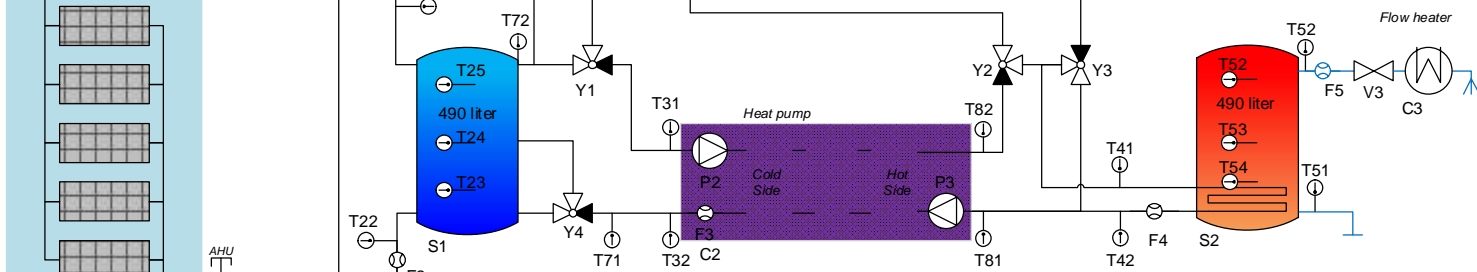 Flow heater
T72
T52
T25
T52
Y1
Y2
Y3
F5
V3
C3
490 liter
T31
Heat pump
T82
490 liter
T24
T53
T41
T54
P2
Cold
Side
Hot
Side
P3
T23
T51
T22
S1
Y4
F3
F4
S2
AHU
T71
T32
C2
T81
T42